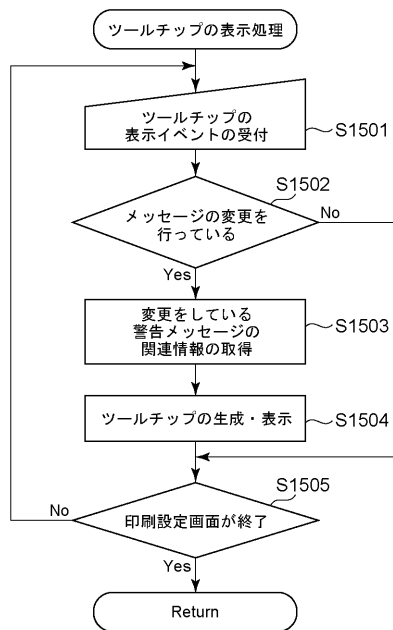 ツールチップの表示処理
ツールチップの
表示イベントの受付
S1501
S1502
メッセージの変更を
行っている
No
Yes
変更をしている
警告メッセージの
関連情報の取得
S1503
ツールチップの生成・表示
S1504
S1505
No
印刷設定画面が終了
Yes
Return